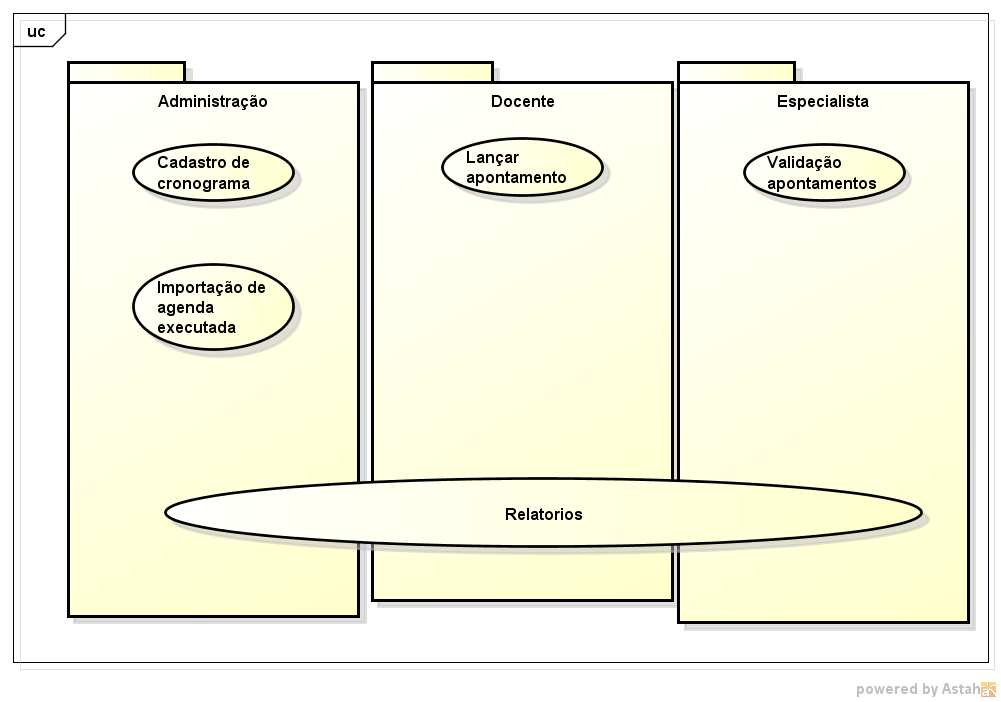 uc
Administração
Cadastro de
cronograma
Importação de
agenda
executada
Docente
Lançar
apontamento
Especialista
Validação
apontamentos
Relatorios
powered by Astah